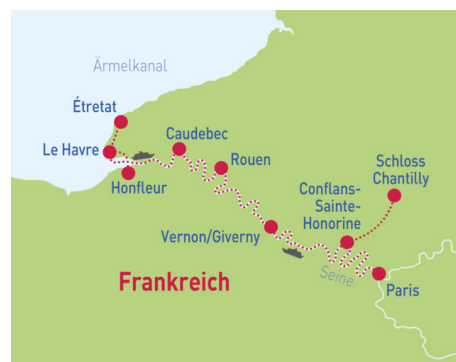 Ärmelkanal
Étretat
Le Havre
Honfleur
Caudebec
Rouen
Vernon/Giverny
Schloss
Chantilly
Conflans-
Sainte-
Honorine
Seine
Paris
Frankreich